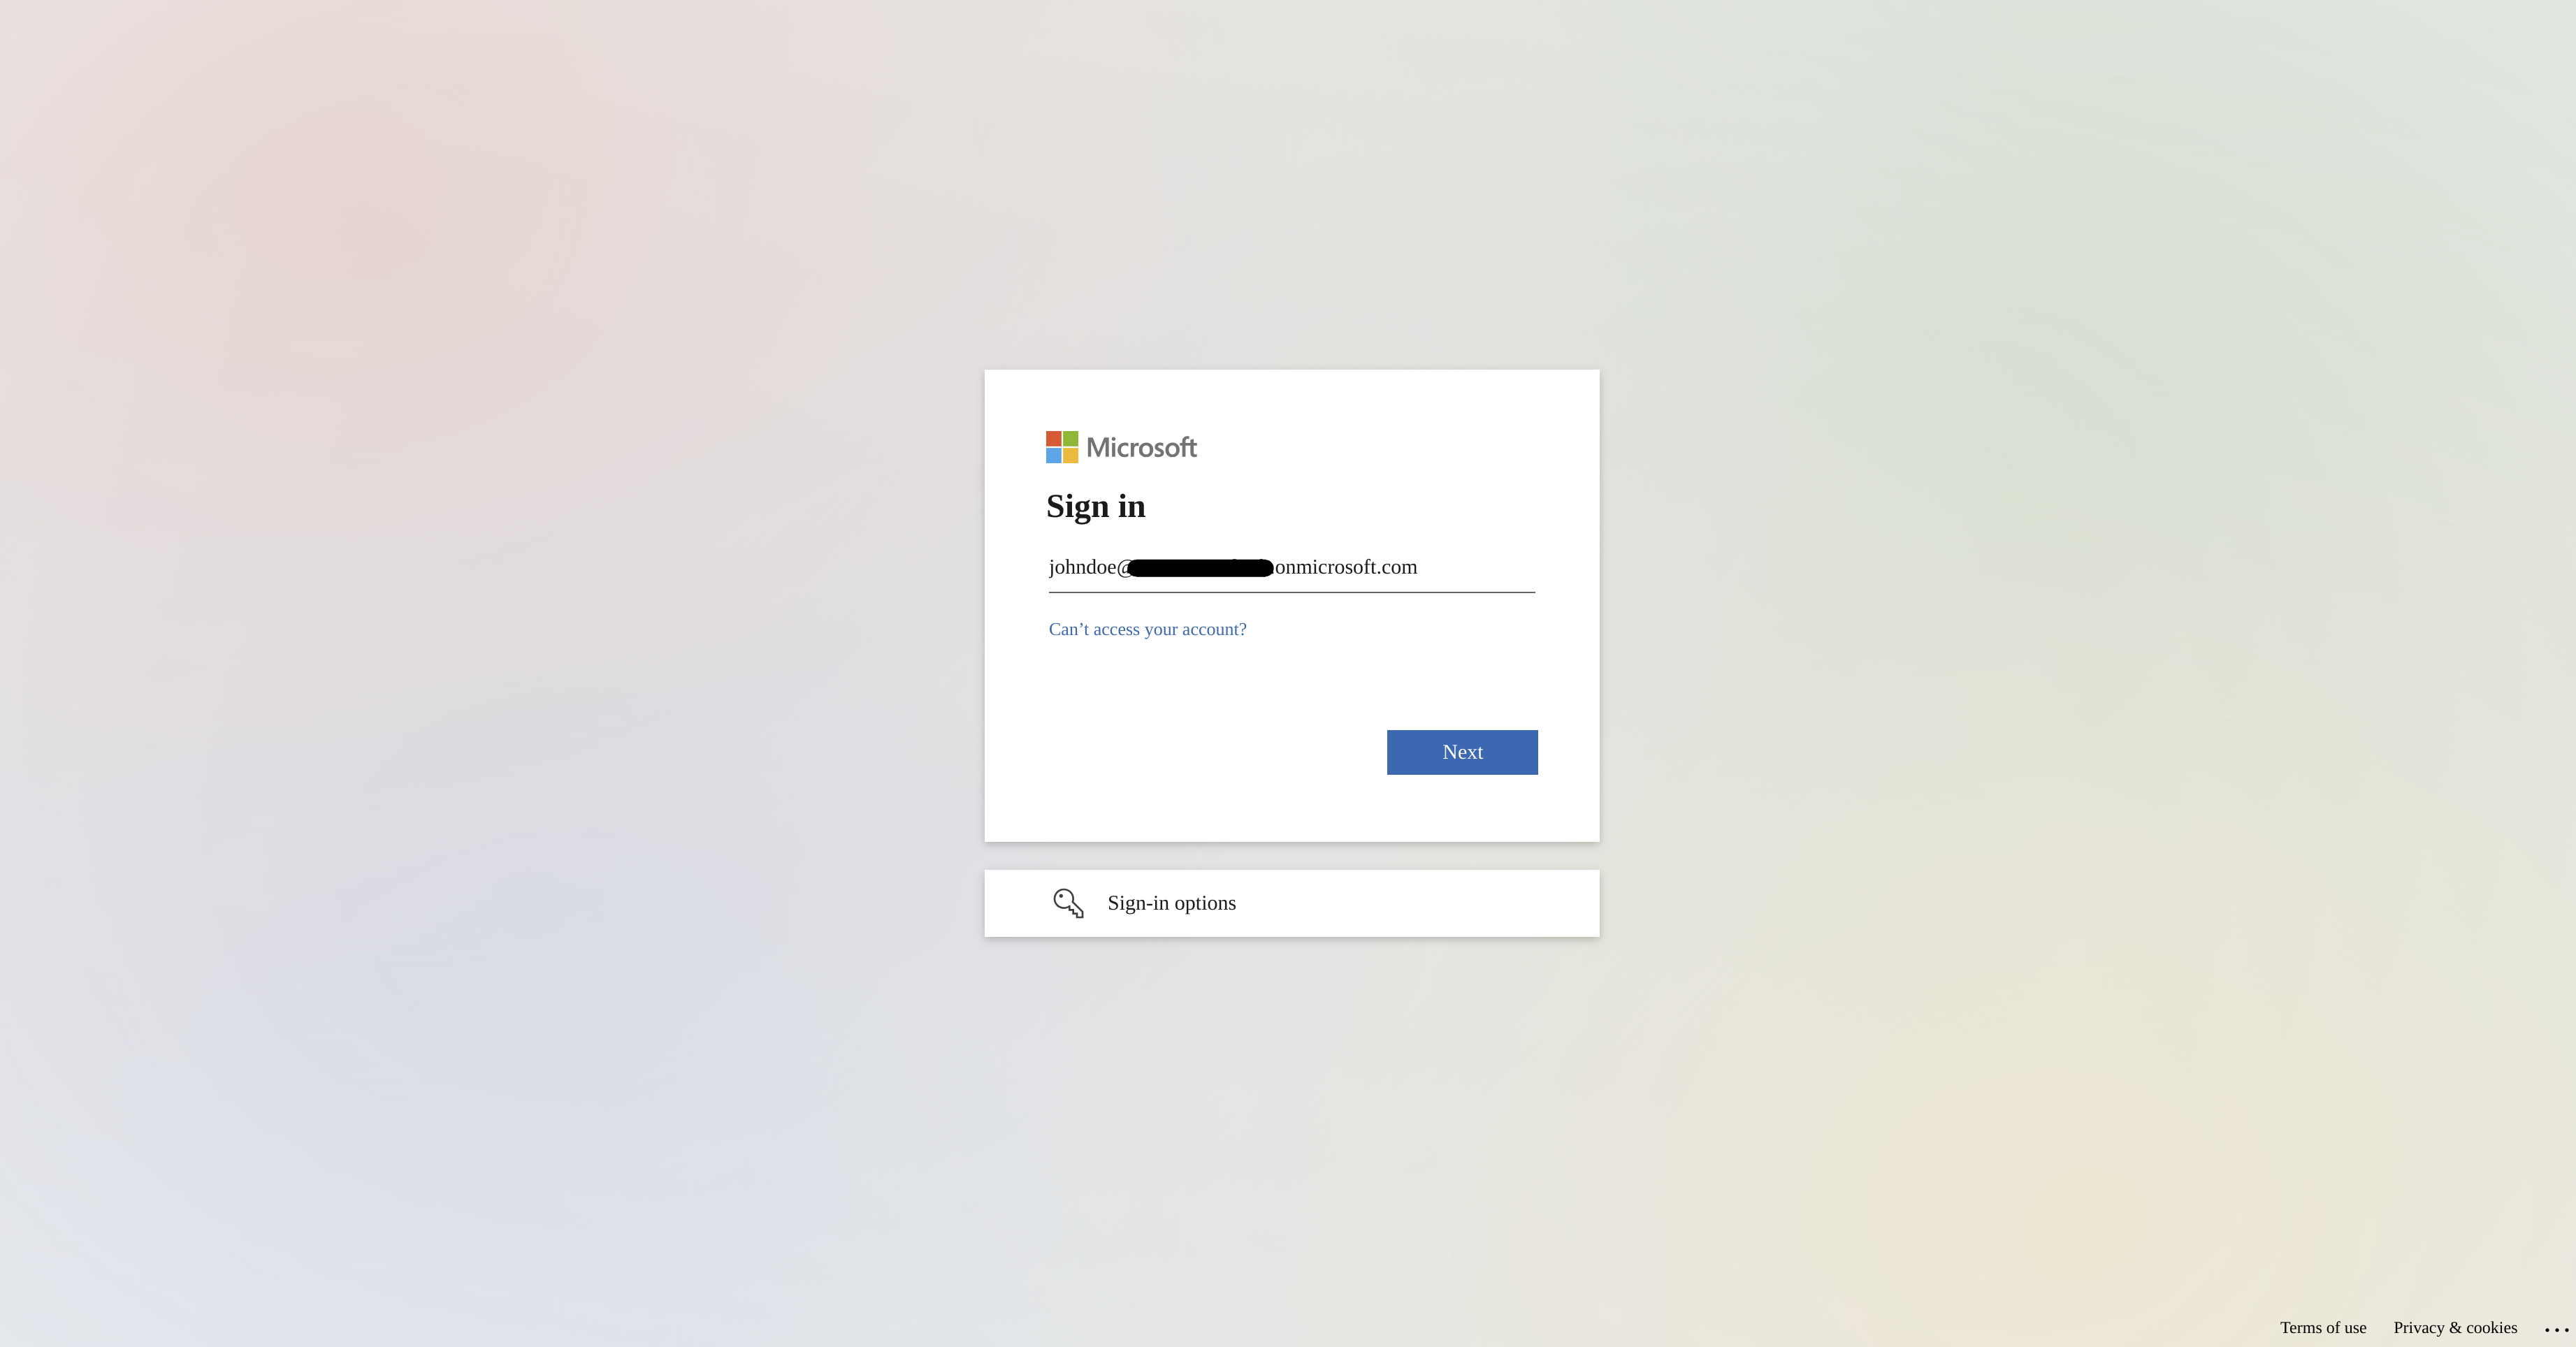 Microsoft
Sign in
johndoe@ onmicrosoft.com
Can’t access your account?
Next
Sign-in options
Terms of use Privacy & cookies ...